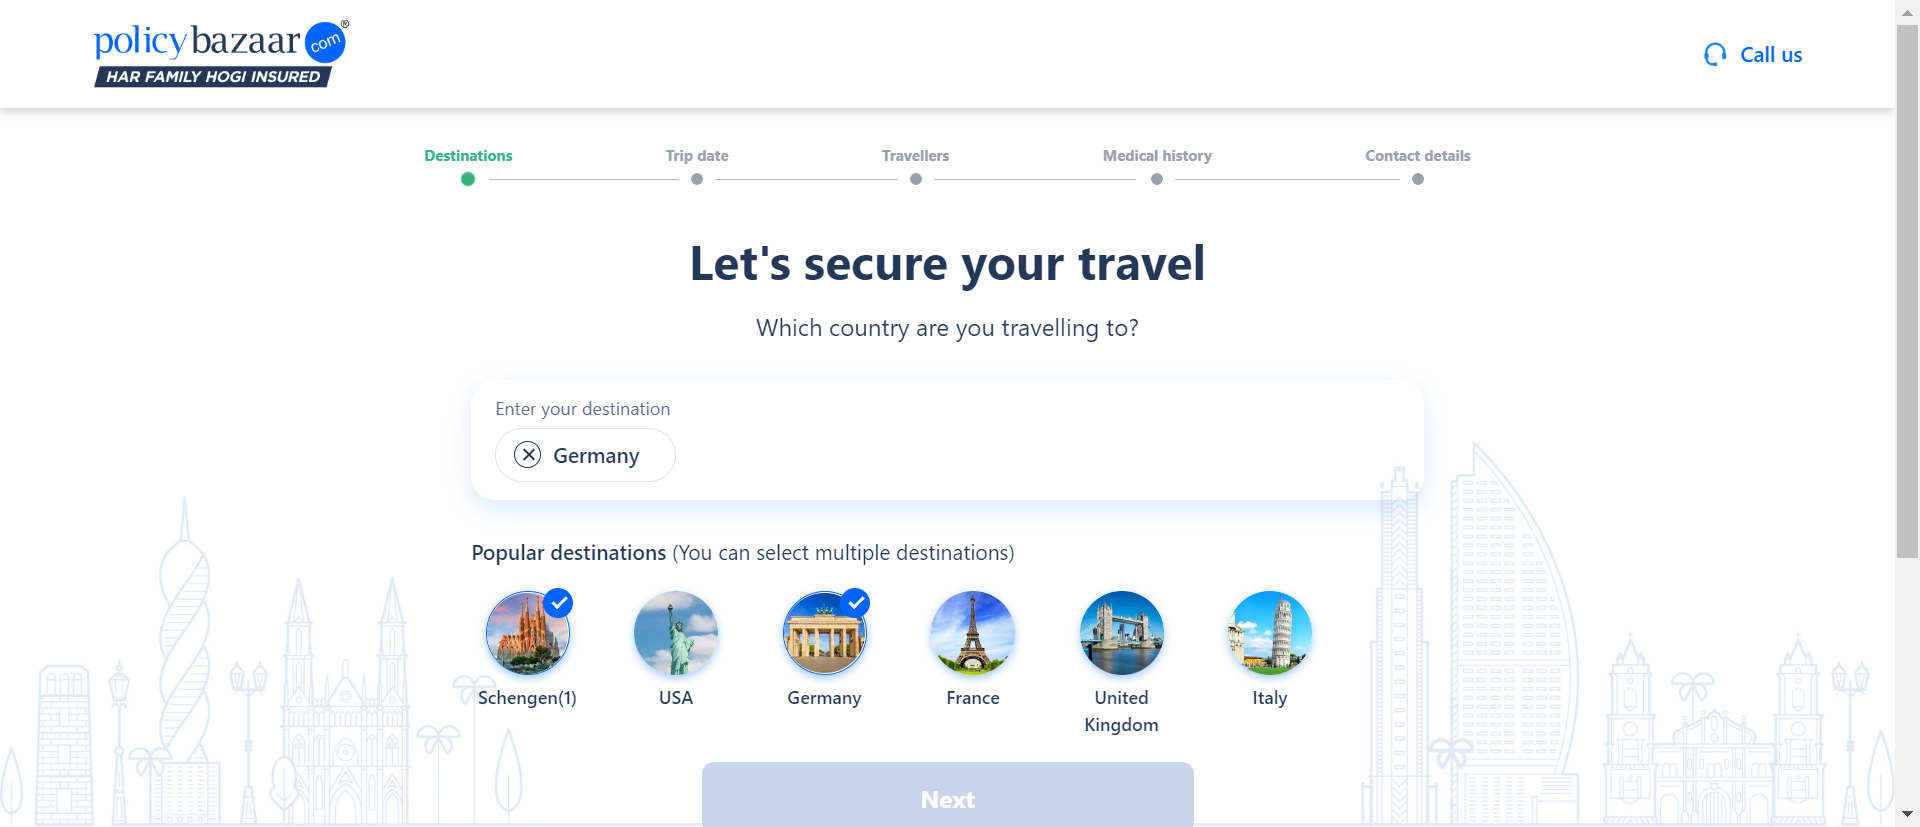 policybazaar com ®
HAR FAMILY HOGI INSURED
Call us
Destinations
Trip date
Travellers
Medical history
Contact details
Let's secure your travel
Which country are you travelling to?
Enter your destination
Germany
Popular destinations (You can select multiple destinations)
Schengen(1)
USA
Germany
France
United
Kingdom
Italy
Next